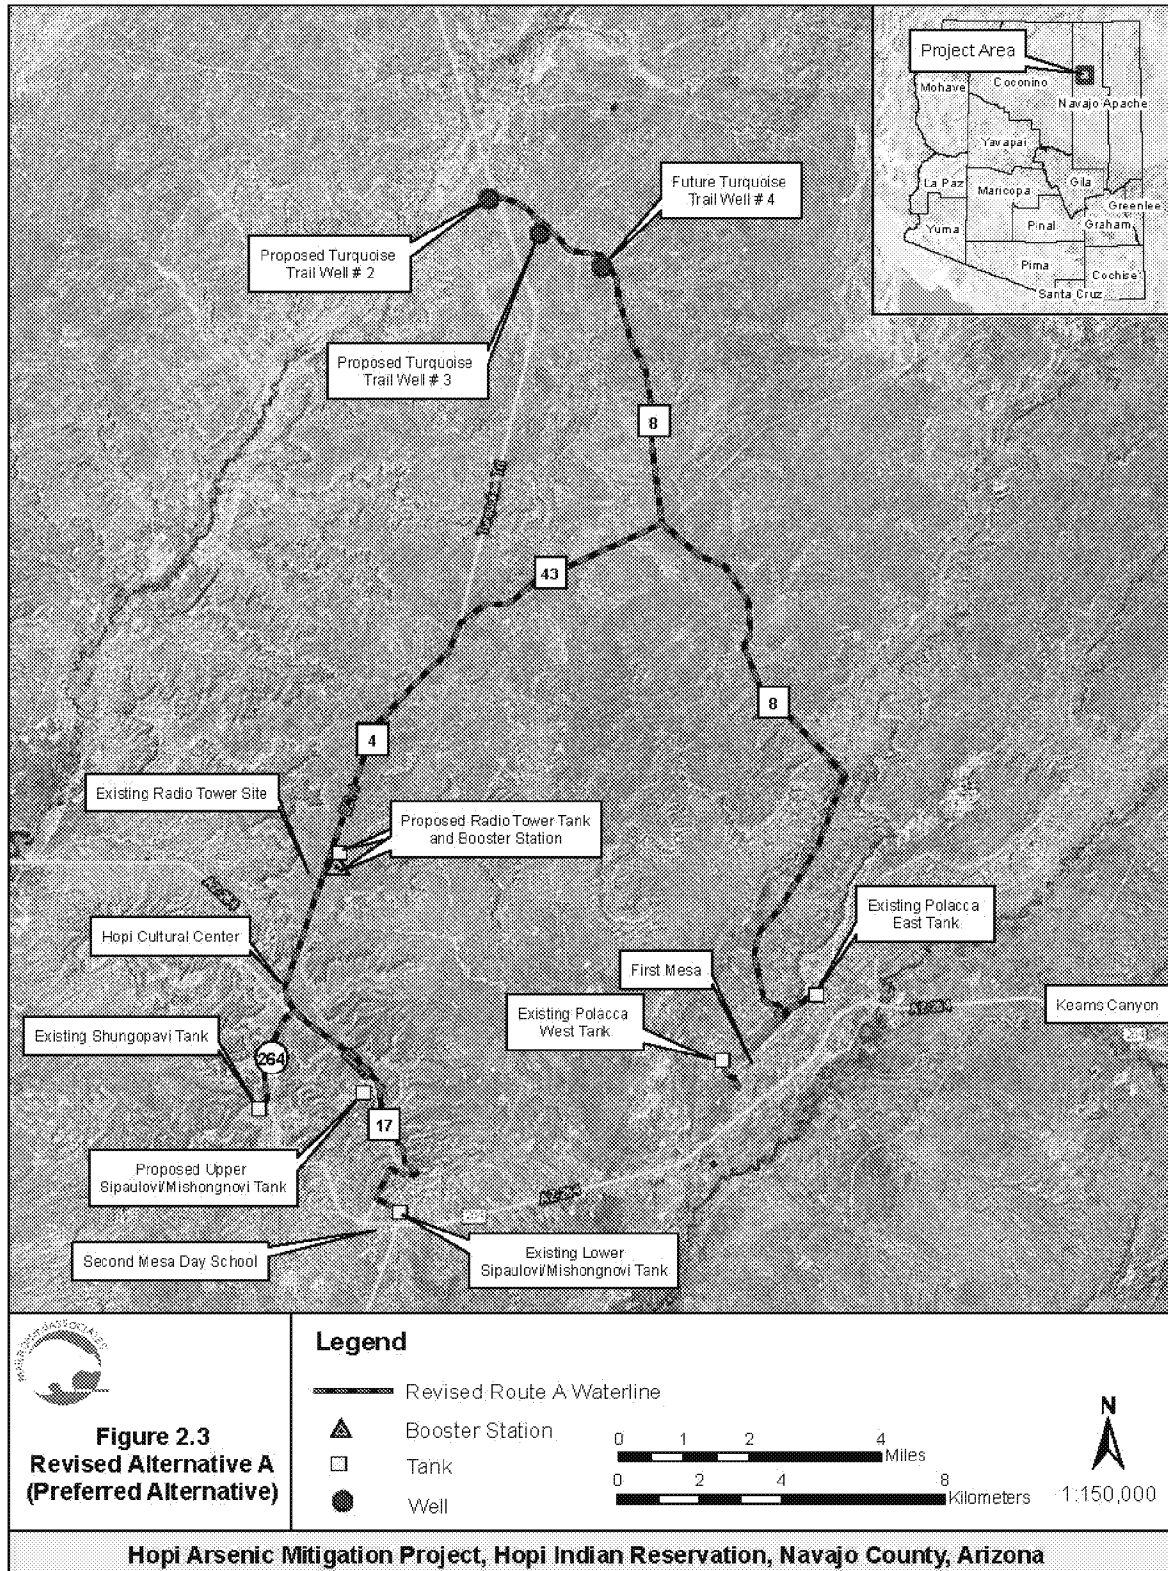 Project Area
Mohave
Coconino
Navajo
Apache
Yavapai
La Paz
Maricopa
Gila
Greenlee
Yuma
Pinal
Graham
Pima
Cochise
Santa Cruz
Future Turquoise
Trail Well # 4
Proposed Turquoise
Trail Well # 2
Proposed Turquoise
Trail Well # 3
8
43
8
4
Existing Radio Tower Site
Proposed Radio Tower Tank
and Booster Station
Existing Polacca
East Tank
Hopi Cultural Center
First Mesa
Existing Polacca
West Tank
Keams Canyon
Existing Shungopavi Tank
264
17
Proposed Upper
Sipaulovi/Mishongnovi Tank
Second Mesa Day School
Existing Lower
Sipaulovi/Mishongnovi Tank
Figure 2.3
Revised Alternative A
(Preferred Alternative)
Legend
Revised Route A Waterline
Booster Station
Tank
Well
0 1 2 4
Miles
0 2 4 8
Kilometers
N
1:150,000
Hopi Arsenic Mitigation Project, Hopi Indian Reservation, Navajo County, Arizona